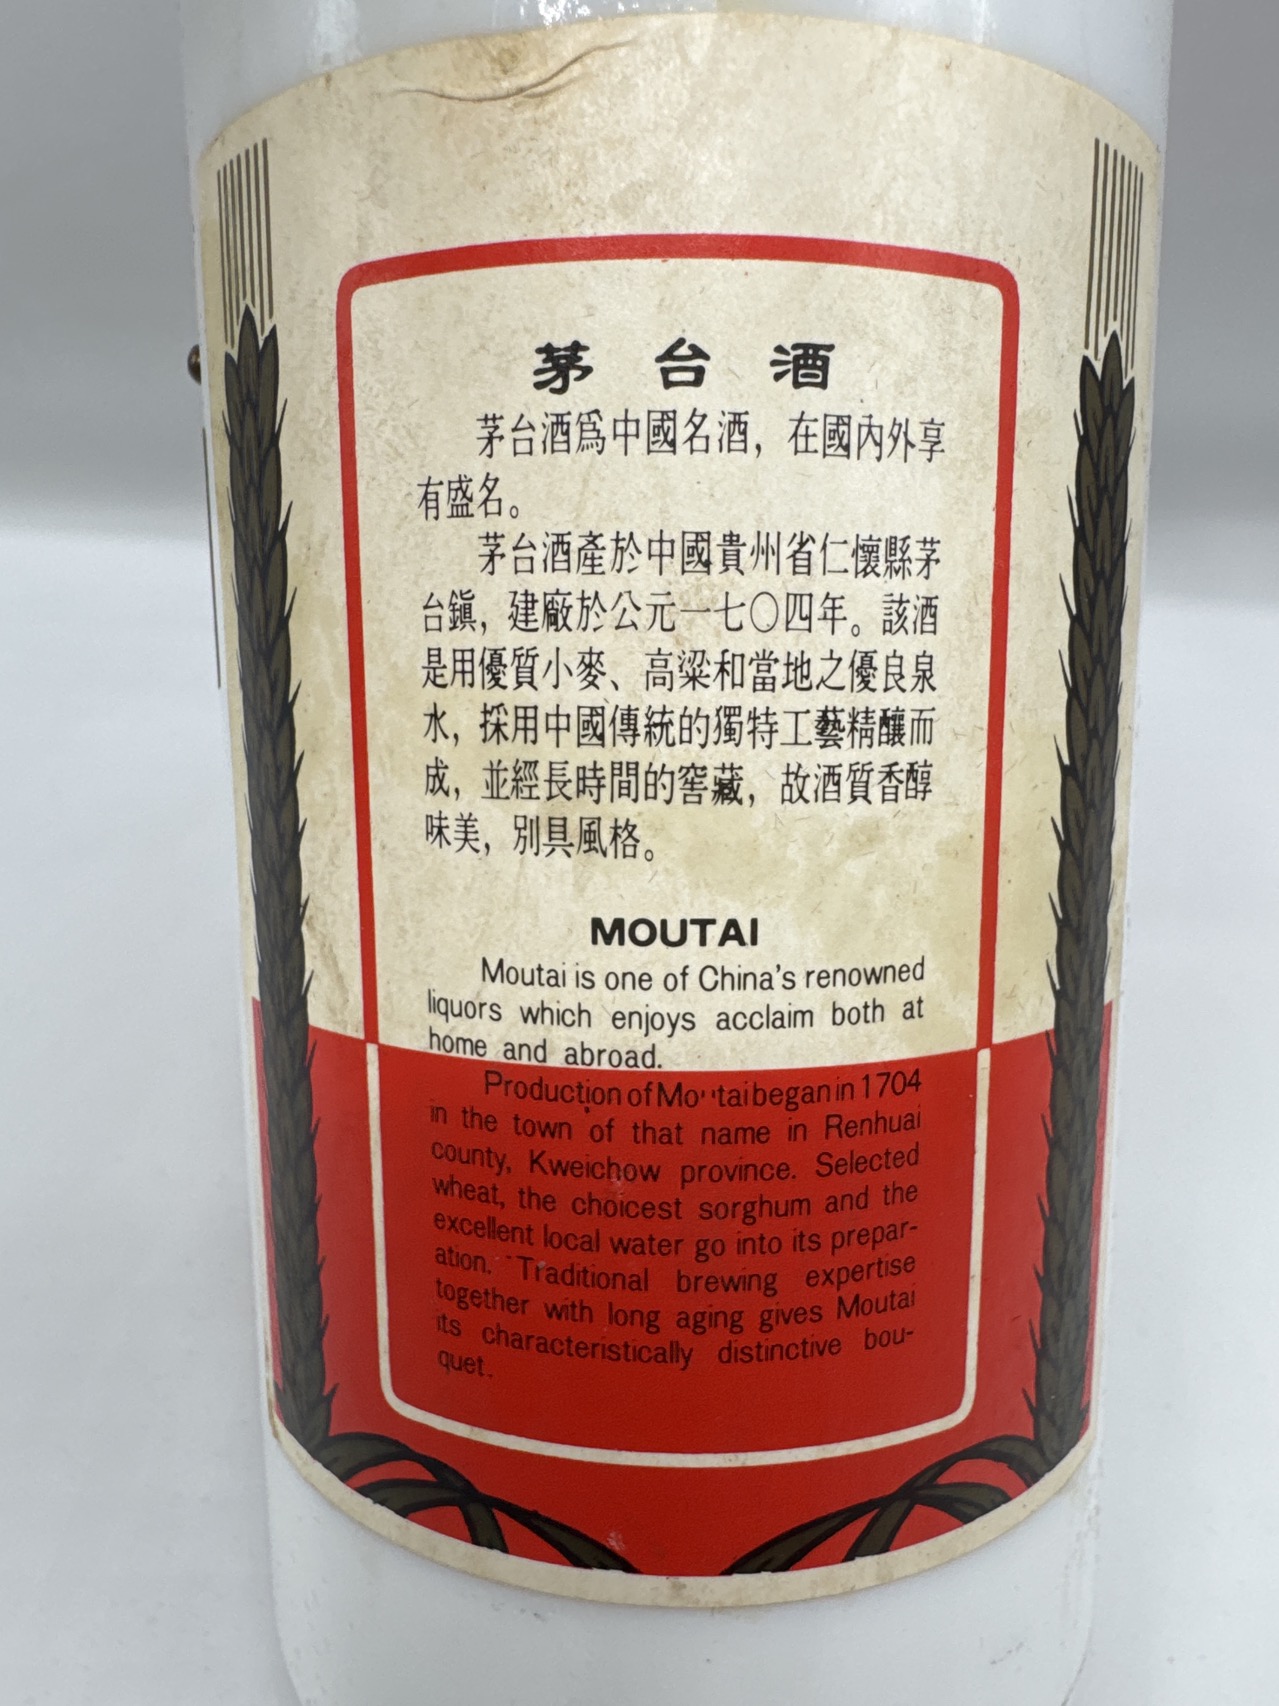 茅台酒
茅台酒爲中國名酒，在國內外享
有盛名。
茅台酒產於中國貴州省仁懷縣茅
台鎭，建廠於公元一七〇四年。該酒
是用優質小麥、高粱和當地之優良泉
水，採用中國傳統的獨特工藝精釀而
成，並經長時間的窖藏，故酒質香醇
味美，別具風格。
MOUTAI
Moutai is one of China's renowned
liquors which enjoys acclaim both at
home and abroad.
Production of Moutai began in 1704
in the town of that name in Renhuai
county, Kweichow province. Selected
wheat, the choicest sorghum and the
excellent local water go into its prepar-
ation. Traditional brewing expertise
together with long aging gives Moutai
its characteristically distinctive bou-
quet.